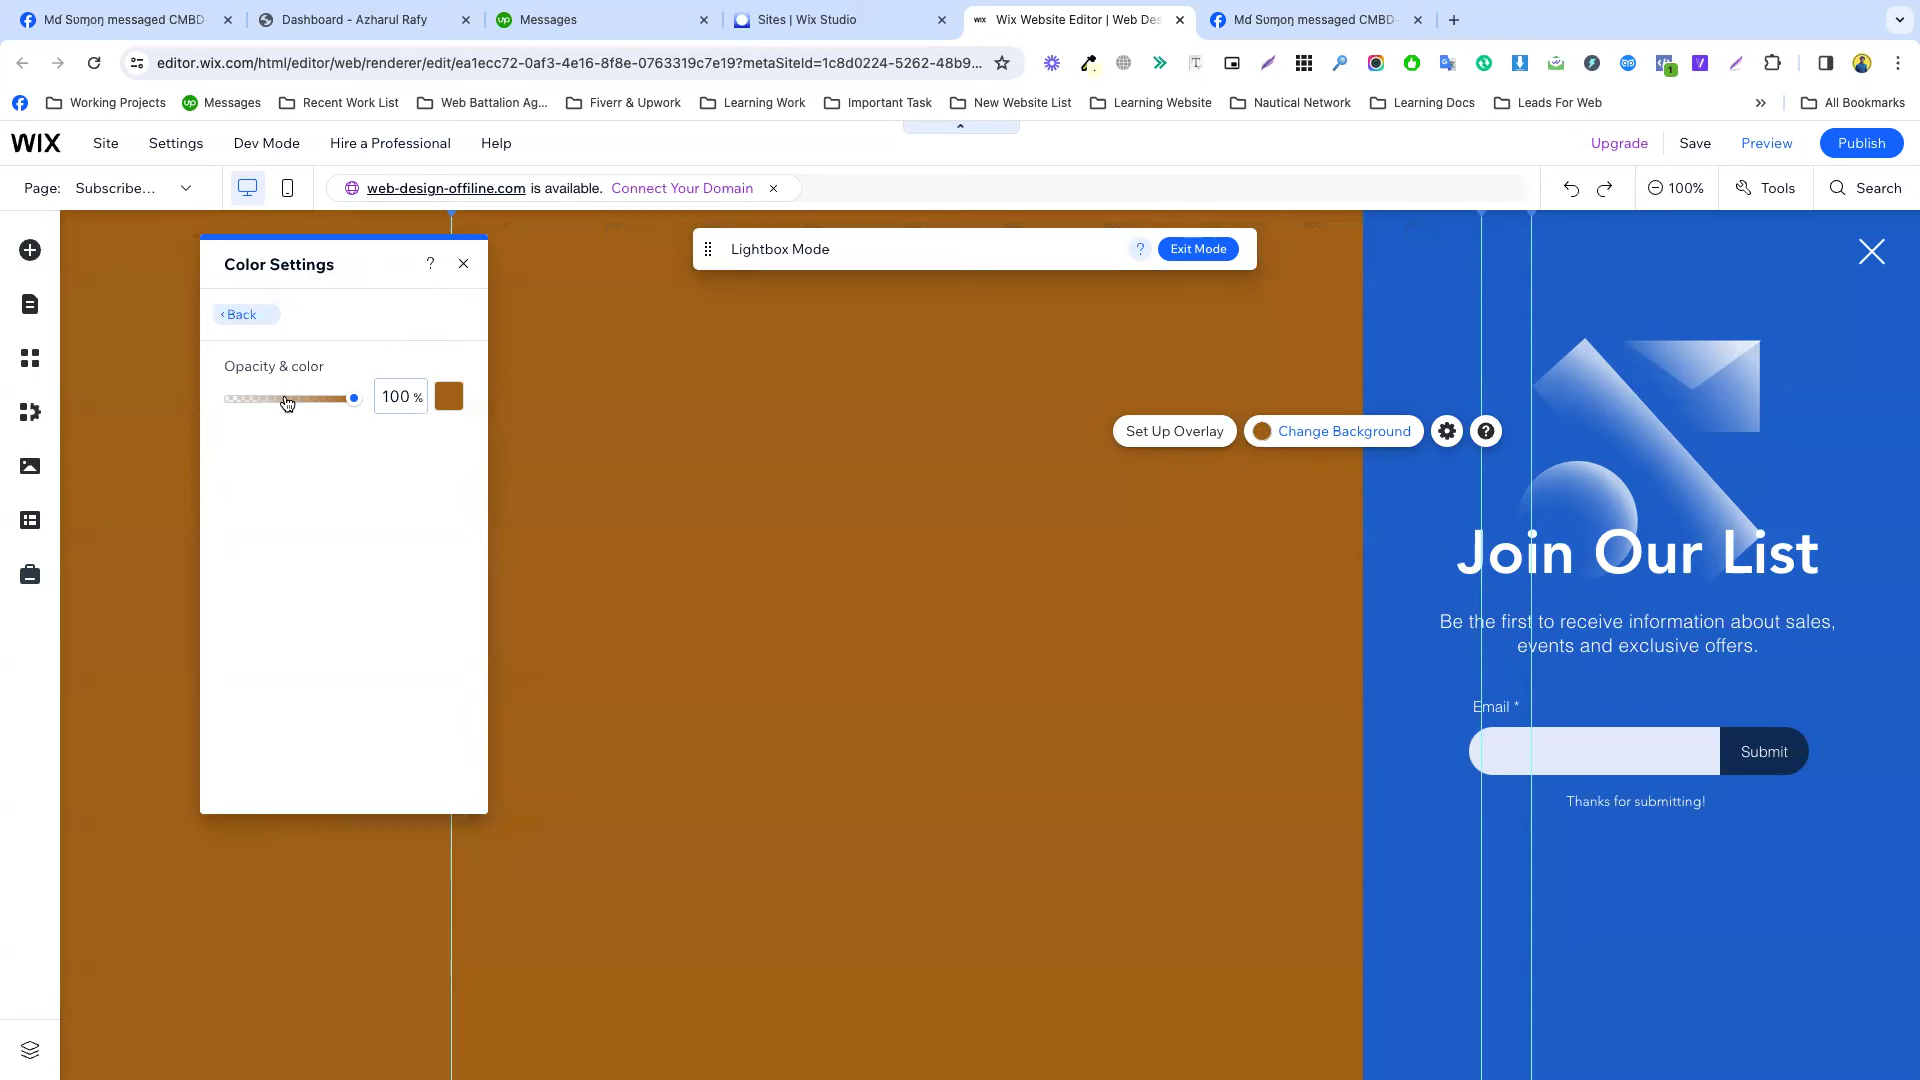 Mɗ Sυmoŋ messaged CMBD
Dashboard - Azharul Rafy
Messages
Sites | Wix Studio
WIX Wix Website Editor | Web Des
Mɗ Sυmoŋ messaged CMBD-
editor.wix.com/html/editor/web/renderer/edit/ea1ecc72-0af3-4e16-8f8e-0763319c7e19?metaSiteId=1c8d0224-5262-48b9...
Working Projects
Messages
Recent Work List
Web Battalion Ag...
Fiverr & Upwork
Learning Work
Important Task
New Website List
Learning Website
Nautical Network
Learning Docs
Leads For Web
»
All Bookmarks
WIX
Site
Settings
Dev Mode
Hire a Professional
Help
Upgrade
Save
Preview
Publish
Page: Subscribe...
web-design-offiline.com is available. Connect Your Domain
100%
Tools
Search
Color Settings
?
‹ Back
Opacity & color
100 %
Lightbox Mode
?
Exit Mode
Set Up Overlay
Change Background
?
Join Our List
Be the first to receive information about sales,
events and exclusive offers.
Email *
Submit
Thanks for submitting!